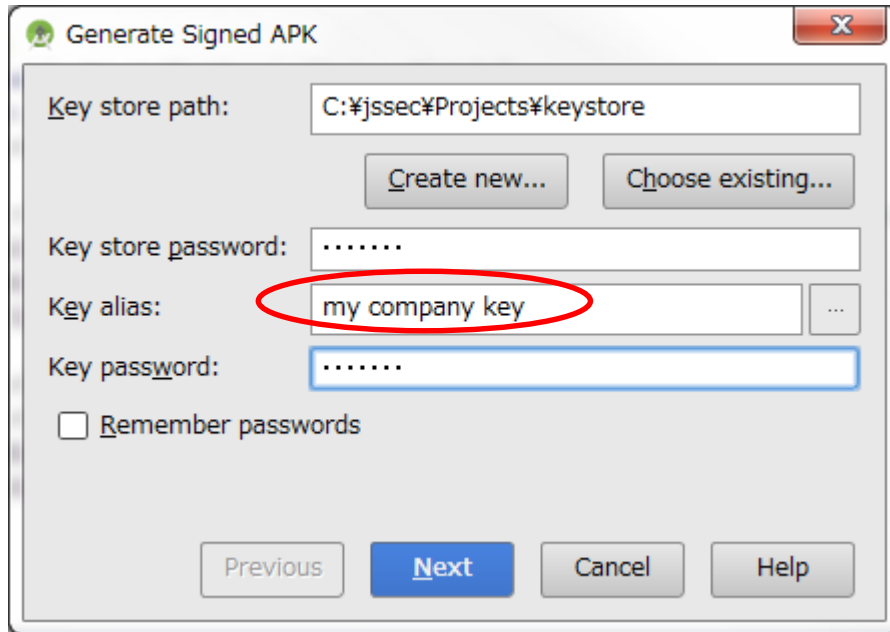 Generate Signed APK
Key store path: C:¥jssec¥Projects¥keystore
Create new... Choose existing...
Key store password: ·······
Key alias: my company key ...
Key password: ·······
Remember passwords
Previous Next Cancel Help